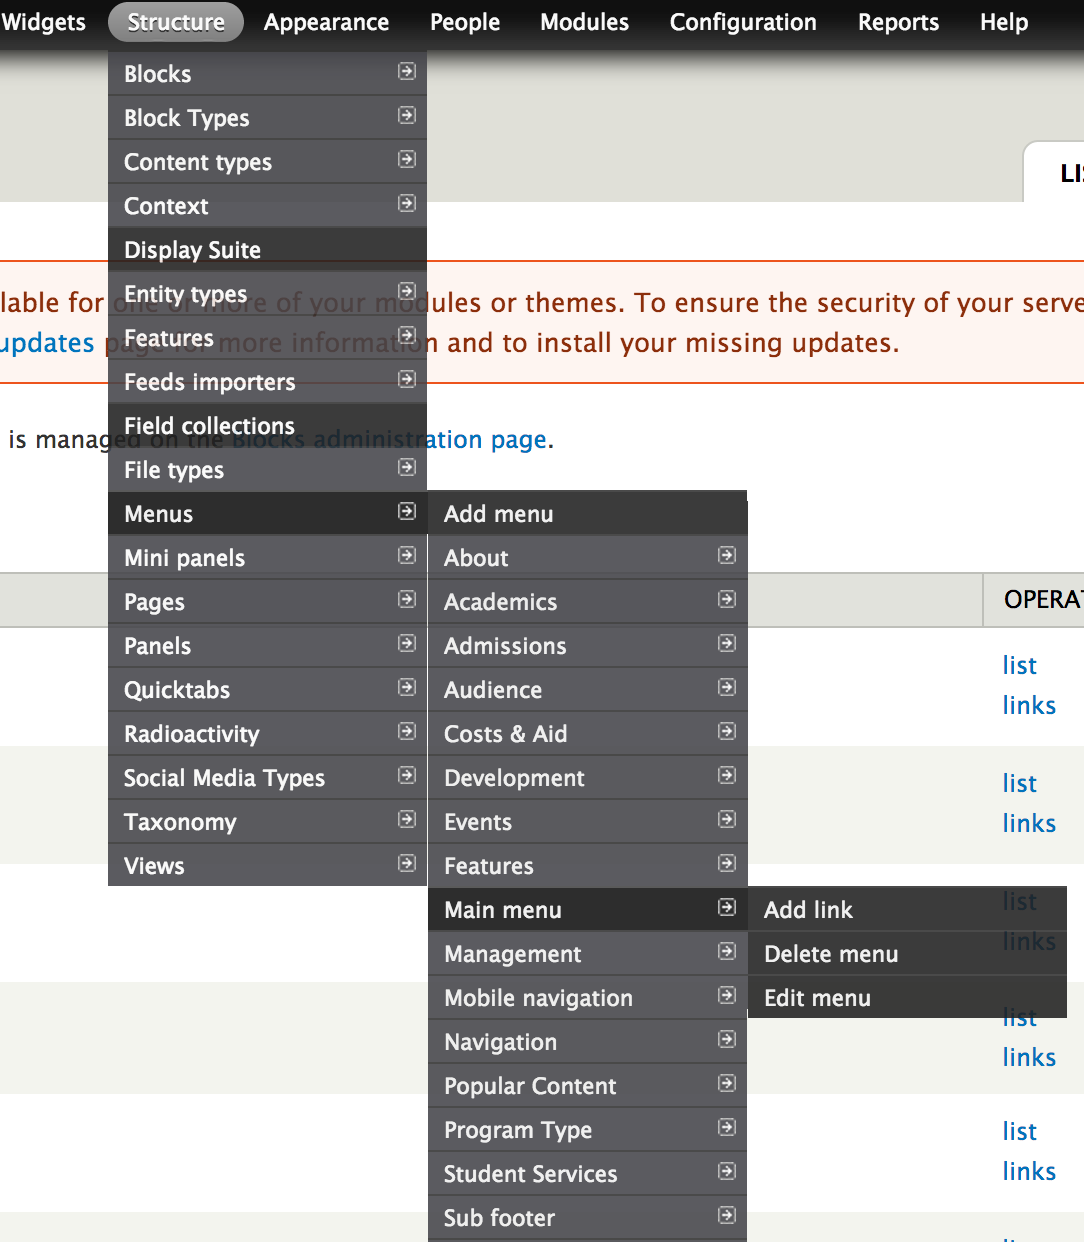 Widgets Structure Appearance People Modules Configuration Reports Help
Blocks
Block Types
Content types
LI
Context
Display Suite
Entity types
lable for one or more of your modules or themes. To ensure the security of your serve
Features
updates page for more information and to install your missing updates.
Feeds importers
Field collections
is managed on the Blocks administration page.
File types
Menus
Add menu
Mini panels
About
Pages
Academics
OPERAT
Panels
Admissions
list
Quicktabs
Audience
links
Radioactivity
Costs & Aid
Social Media Types
Development
list
Taxonomy
Events
links
Views
Features
list
Main menu
Add link
links
Management
Delete menu
Mobile navigation
Edit menu
list
Navigation
links
Popular Content
Program Type
list
Student Services
links
Sub footer